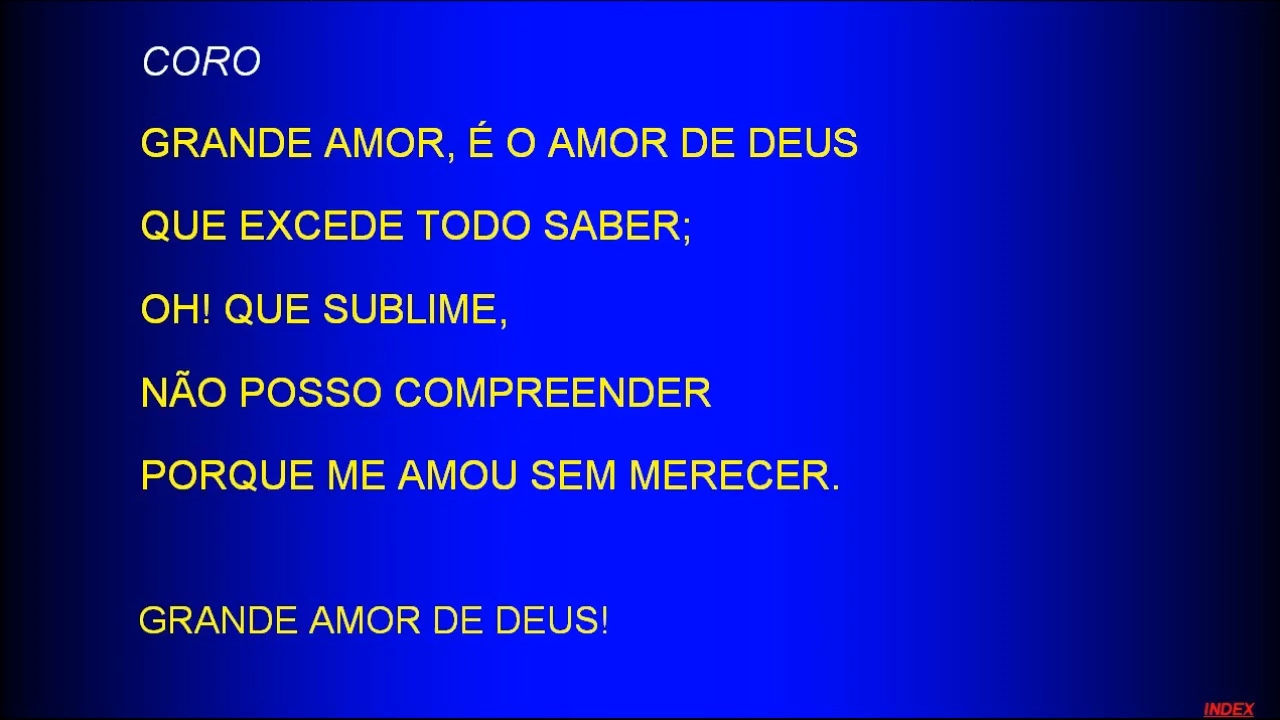 CORO
GRANDE AMOR, É O AMOR DE DEUS
QUE EXCEDE TODO SABER;
OH! QUE SUBLIME,
NÃO POSSO COMPREENDER
PORQUE ME AMOU SEM MERECER.
GRANDE AMOR DE DEUS!
INDEX